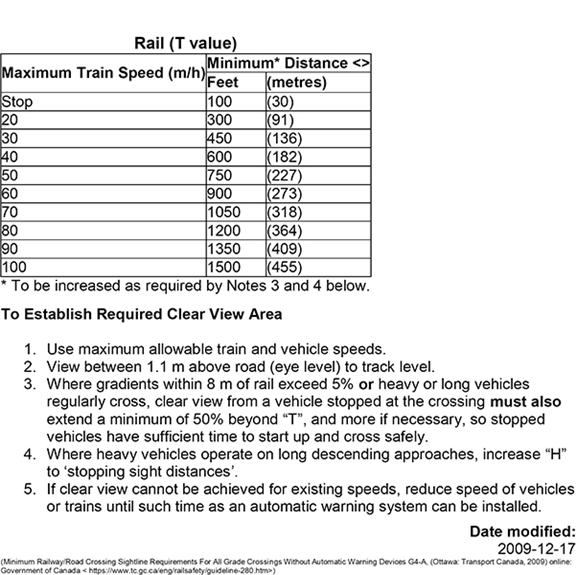 Rail (T value)
Maximum Train Speed (m/h) Minimum* Distance <>
Feet (metres)
Stop 100 (30)
20 300 (91)
30 450 (136)
40 600 (182)
50 750 (227)
60 900 (273)
70 1050 (318)
80 1200 (364)
90 1350 (409)
100 1500 (455)
* To be increased as required by Notes 3 and 4 below.
To Establish Required Clear View Area
1. Use maximum allowable train and vehicle speeds.
2. View between 1.1 m above road (eye level) to track level.
3. Where gradients within 8 m of rail exceed 5% or heavy or long vehicles
regularly cross, clear view from a vehicle stopped at the crossing must also
extend a minimum of 50% beyond “T”, and more if necessary, so stopped
vehicles have sufficient time to start up and cross safely.
4. Where heavy vehicles operate on long descending approaches, increase “H”
to ‘stopping sight distances’.
5. If clear view cannot be achieved for existing speeds, reduce speed of vehicles
or trains until such time as an automatic warning system can be installed.
Date modified:
2009-12-17
(Minimum Railway/Road Crossing Sightline Requirements For All Grade Crossings Without Automatic Warning Devices G4-A, (Ottawa: Transport Canada, 2009) online:
Government of Canada < https://www.tc.gc.ca/eng/railsafety/guideline-280.htm>)